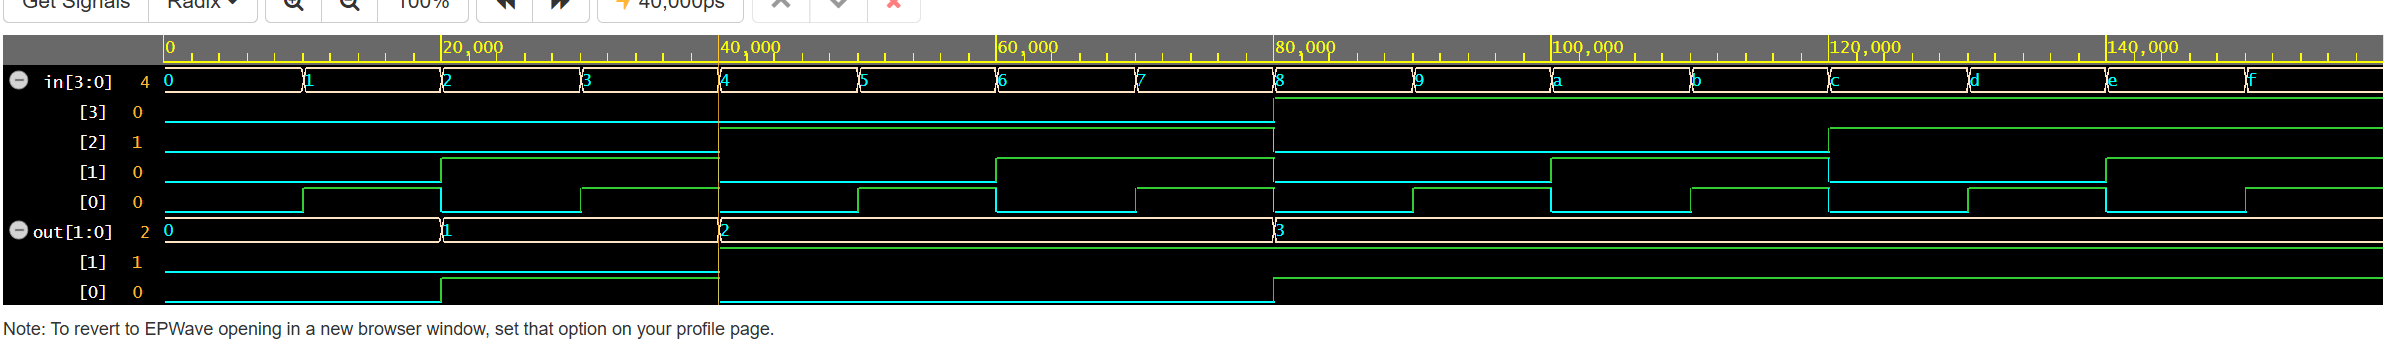 Get Signals Radix 100% 40,000ps
0 20,000 40,000 60,000 80,000 100,000 120,000 140,000
in[3:0] 4 0 1 2 3 4 5 6 7 8 9 a b c d e f
[3] 0
[2] 1
[1] 0
[0] 0
out[1:0] 2 0 1 2 3
[1] 1
[0] 0
Note: To revert to EPWave opening in a new browser window, set that option on your profile page.